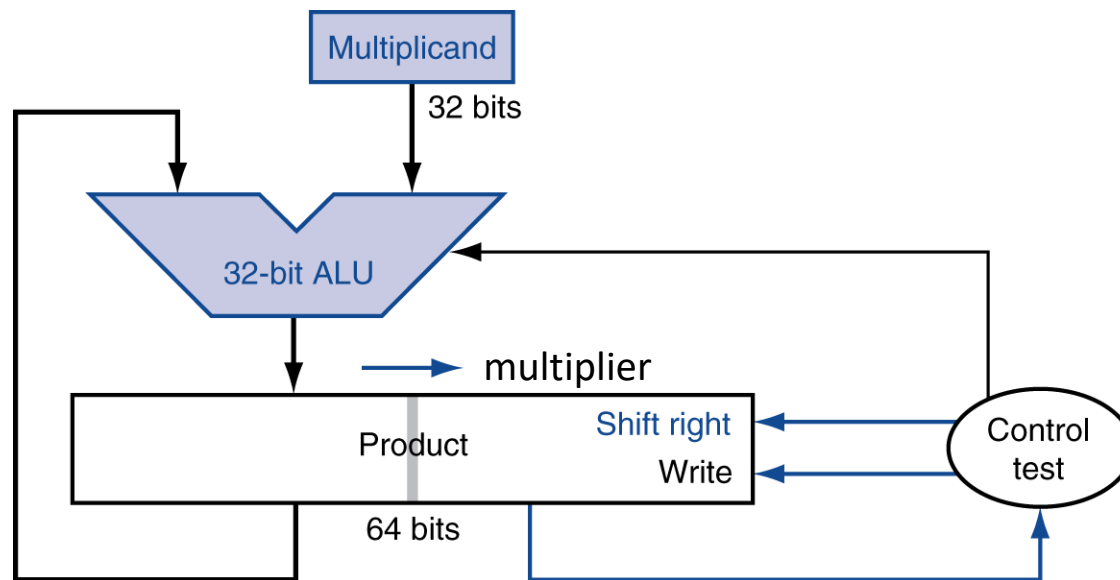 Multiplicand
32 bits
32-bit ALU
multiplier
Product
Shift right
Write
64 bits
Control
test